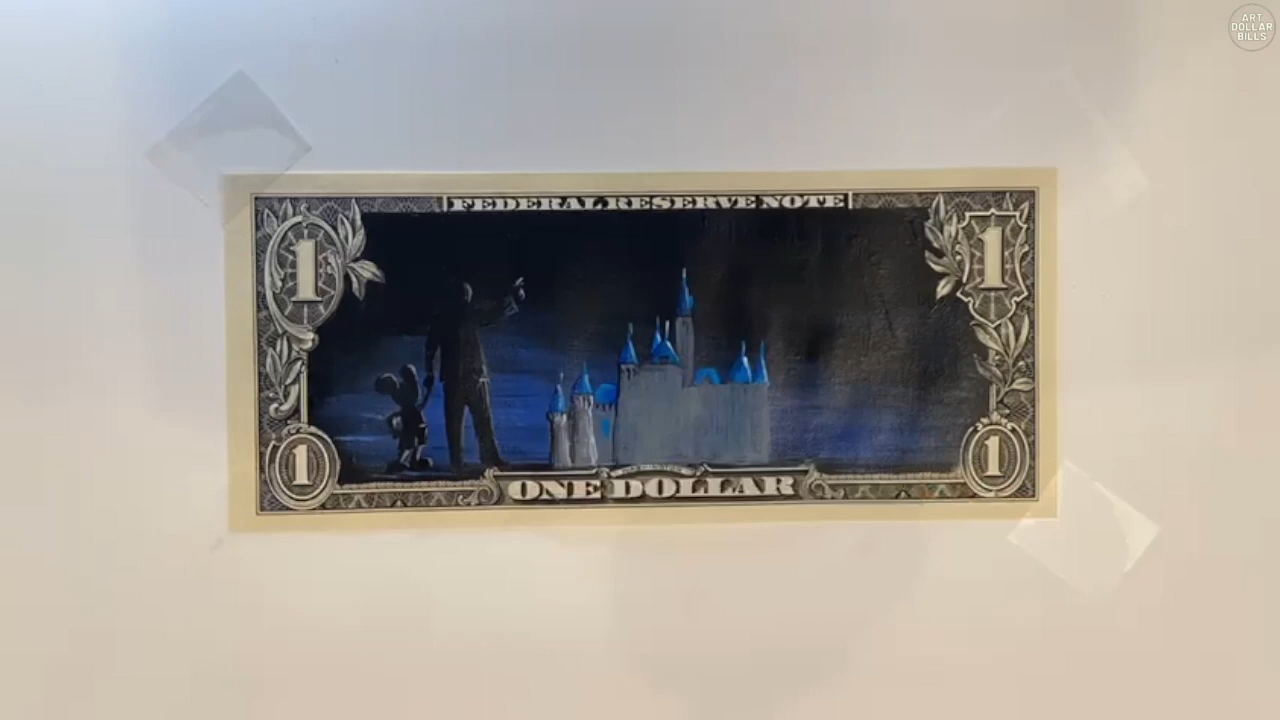 ART
DOLLAR
BILLS
FEDERAL RESERVE NOTE
1
1
1
1
ONE DOLLAR